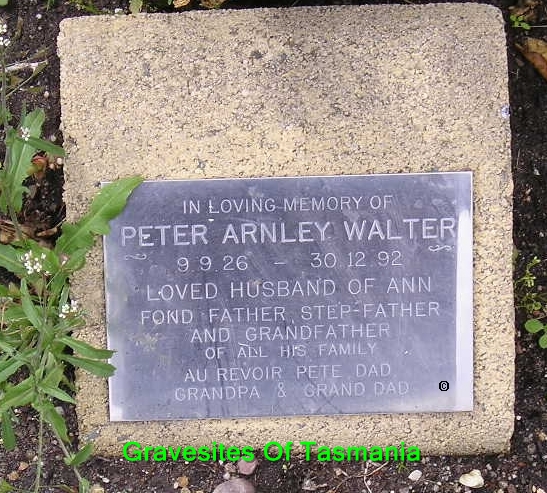 IN LOVING MEMORY OF
PETER ARNLEY WALTER
9.9.26 - 30.12.92
LOVED HUSBAND OF ANN
FOND FATHER, STEP-FATHER
AND GRANDFATHER
OF ALL HIS FAMILY
AU REVOIR PETE DAD
GRANDPA & GRAND DAD
©
Gravesites Of Tasmania